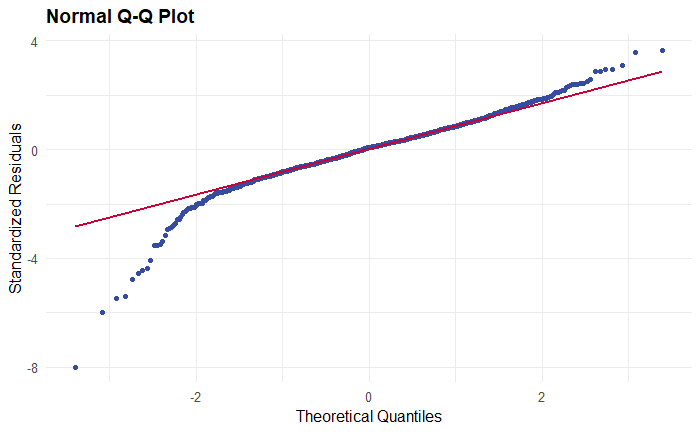 Normal Q-Q Plot
4
0
-4
-8
Standardized Residuals
-2
0
2
Theoretical Quantiles